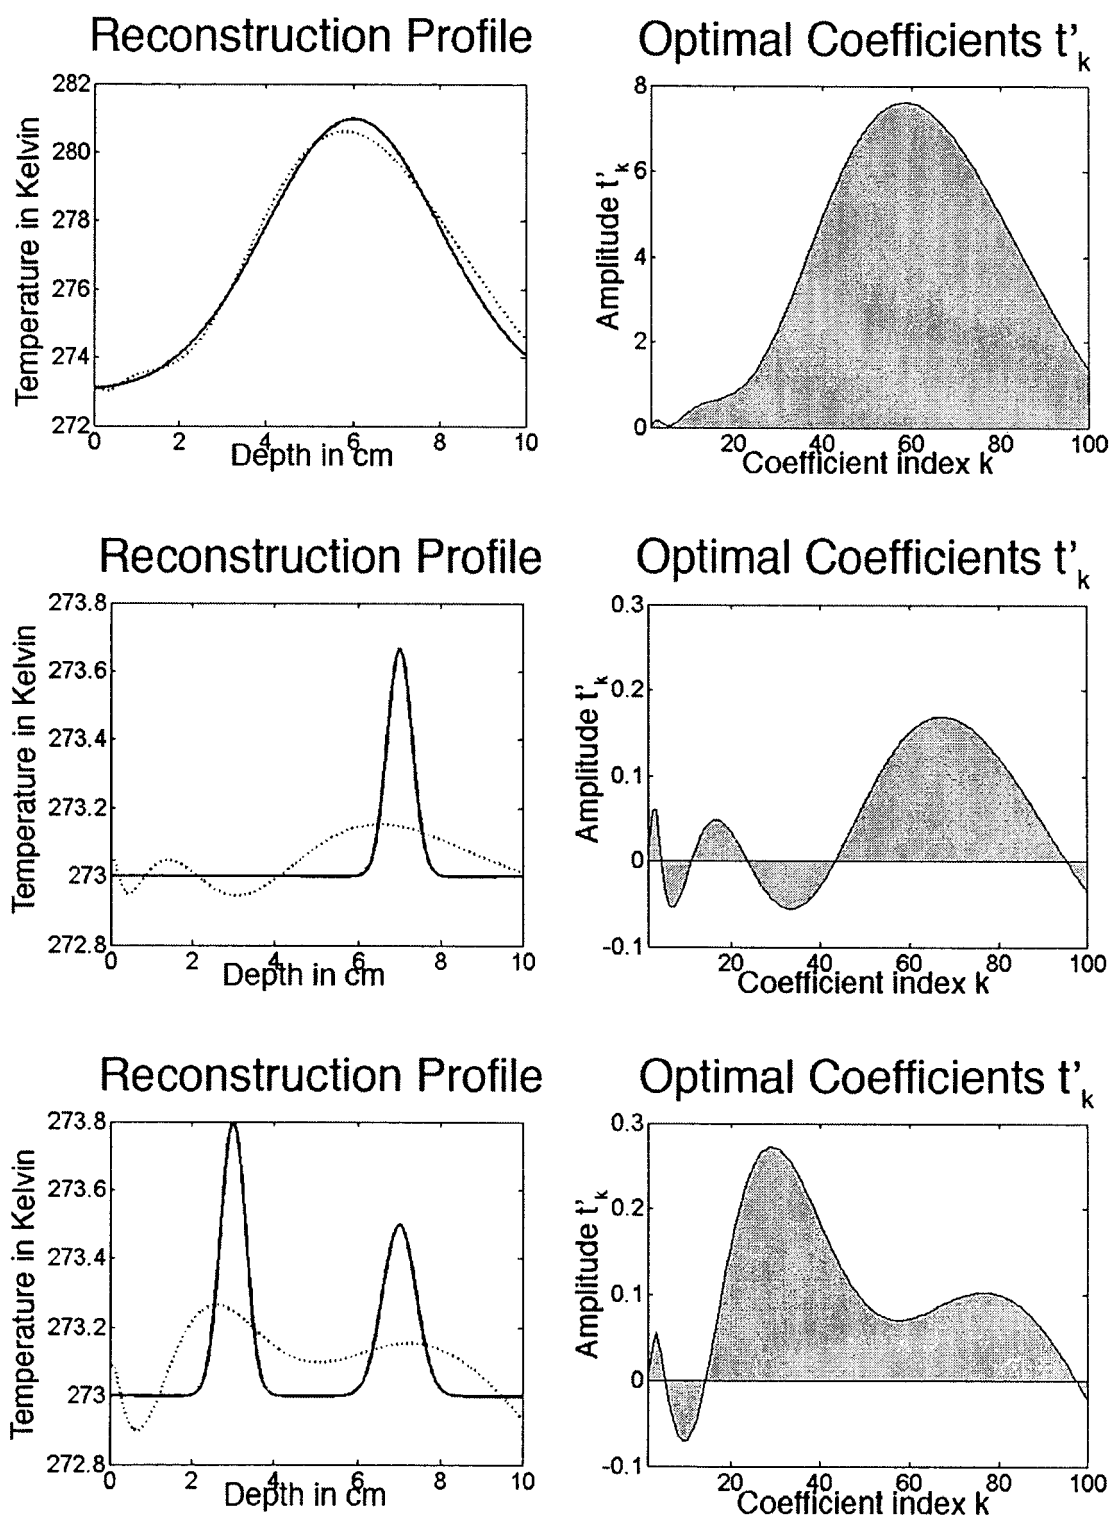 Reconstruction Profile
Optimal Coefficients t'k
Temperature in Kelvin
282
280
278
276
274
272
0 2 4 6 8 10
Depth in cm
Amplitude t'k
8
6
4
2
0
20 40 60 80 100
Coefficient index k
Reconstruction Profile
Optimal Coefficients t'k
Temperature in Kelvin
273.8
273.6
273.4
273.2
273
272.8
0 2 4 6 8 10
Depth in cm
Amplitude t'k
0.3
0.2
0.1
0
-0.1
20 40 60 80 100
Coefficient index k
Reconstruction Profile
Optimal Coefficients t'k
Temperature in Kelvin
273.8
273.6
273.4
273.2
273
272.8
0 2 4 6 8 10
Depth in cm
Amplitude t'k
0.3
0.2
0.1
0
-0.1
20 40 60 80 100
Coefficient index k